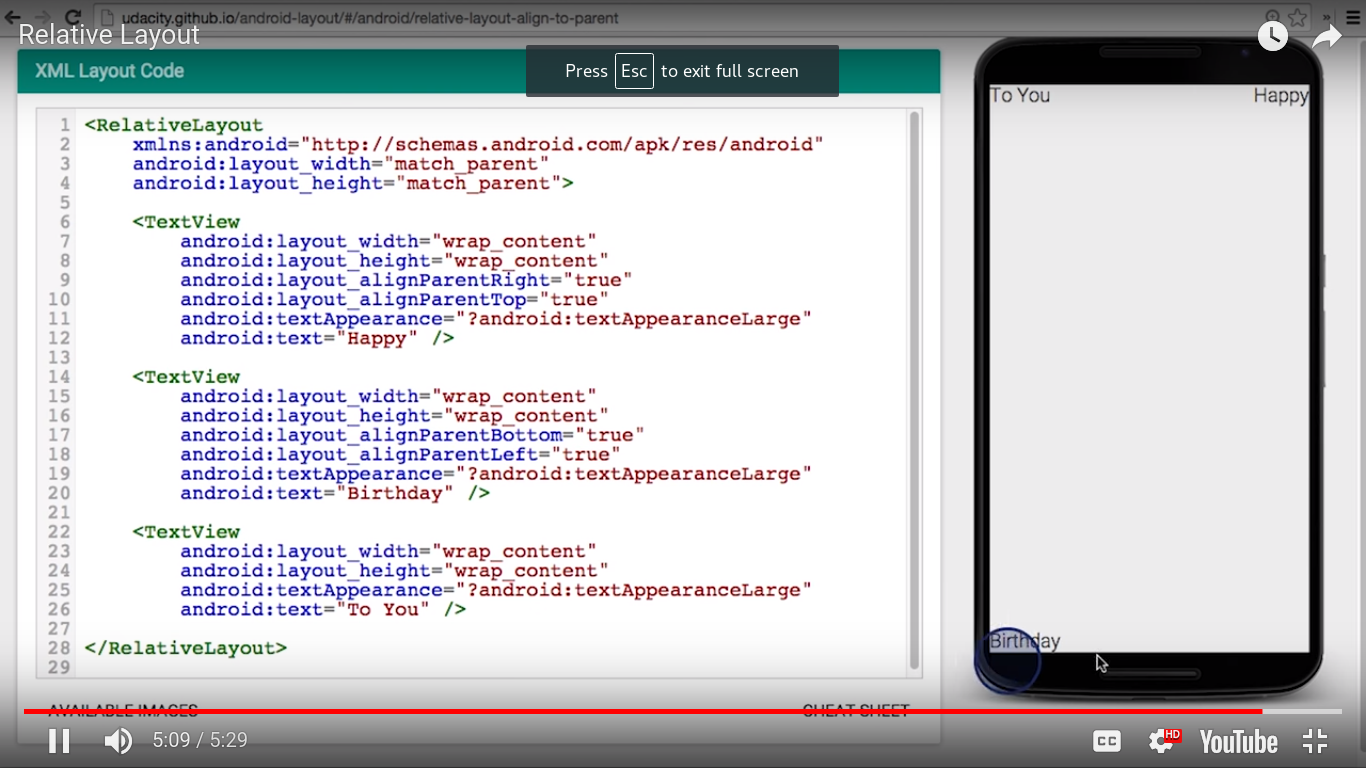 udacity.github.io/android-layout/#/android/relative-layout-align-to-parent
Relative Layout
XML Layout Code
Press Esc to exit full screen
1 <RelativeLayout
2 xmlns:android="http://schemas.android.com/apk/res/android"
3 android:layout_width="match_parent"
4 android:layout_height="match_parent">
5
6 <TextView
7 android:layout_width="wrap_content"
8 android:layout_height="wrap_content"
9 android:layout_alignParentRight="true"
10 android:layout_alignParentTop="true"
11 android:textAppearance="?android:textAppearanceLarge"
12 android:text="Happy" />
13
14 <TextView
15 android:layout_width="wrap_content"
16 android:layout_height="wrap_content"
17 android:layout_alignParentBottom="true"
18 android:layout_alignParentLeft="true"
19 android:textAppearance="?android:textAppearanceLarge"
20 android:text="Birthday" />
21
22 <TextView
23 android:layout_width="wrap_content"
24 android:layout_height="wrap_content"
25 android:textAppearance="?android:textAppearanceLarge"
26 android:text="To You" />
27
28 </RelativeLayout>
29
To You Happy
Birthday
AVAILABLE IMAGES CHEAT SHEET
5:09 / 5:29
CC HD YouTube